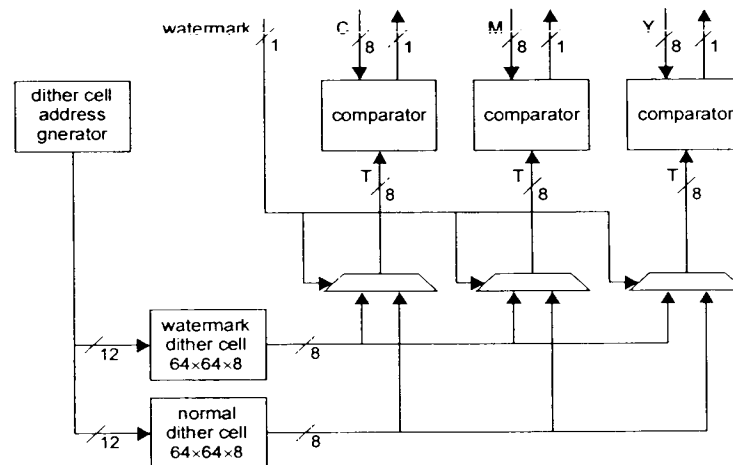 watermark 1 C 8 1 M 8 1 Y 8 1
dither cell
address
gnerator
comparator comparator comparator
T 8 T 8 T 8
12
watermark
dither cell
64×64×8
8
12
normal
dither cell
64×64×8
8